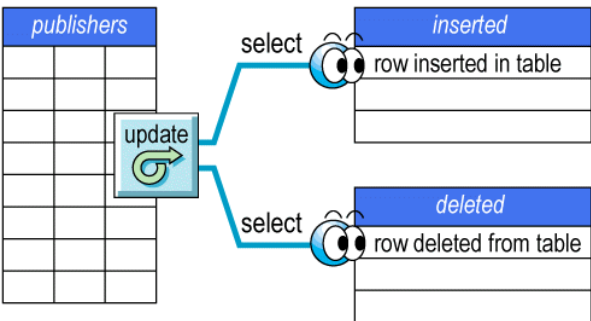 publishers
update
select
inserted
row inserted in table
select
deleted
row deleted from table